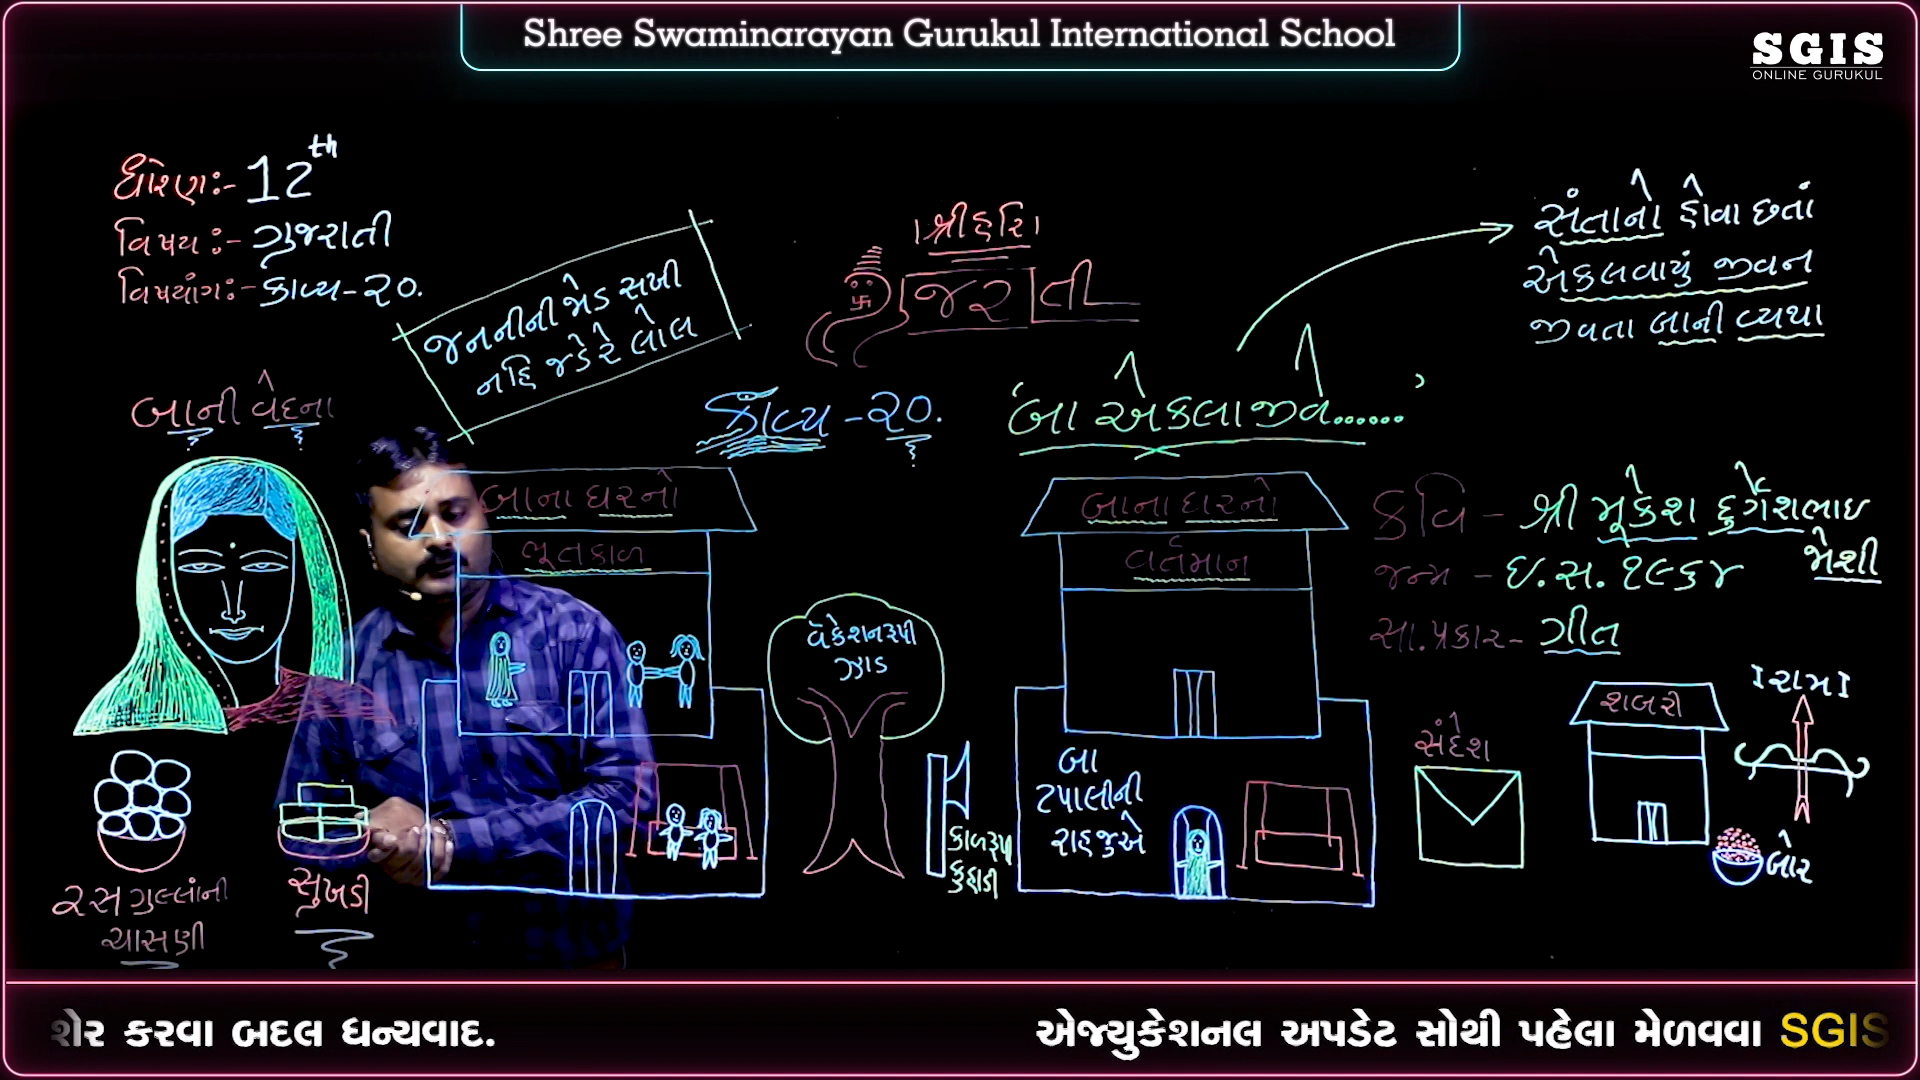 Shree Swaminarayan Gurukul International School
SGIS
ONLINE GURUKUL
ધોરણઃ- 12th
વિષયઃ- ગુજરાતી
વિષયાંગઃ- કાવ્ય-૨૦.
જનનીની જોડ સખી
નહિ જડે રે લોલ
।શ્રીહરિ।
ગુજરાતી
સંતાનો હોવા છતાં
એકલવાયું જીવન
જીવતા બાની વ્યથા
કાવ્ય-૨૦.
'બા એકલા જીવે......'
બાની વેદના
બાના ઘરનો
ભૂતકાળ
બાના ઘરનો
વર્તમાન
કવિ - શ્રી મૂકેશ દુર્ગેશભાઇ
જોશી
જન્મ - ઇ.સ. ૧૯૬૪
સા.પ્રકાર- ગીત
વૅકેશનરૂપી
ઝાડ
કાળરૂપી
કુહાડી
બા
ટપાલીની
રાહ જુએ
સંદેશ
શબરી
।રામ।
બોર
રસગુલ્લાંની
ચાસણી
સુખડી
શેર કરવા બદલ ધન્યવાદ.
એજ્યુકેશનલ અપડેટ સોથી પહેલા મેળવવા SGIS